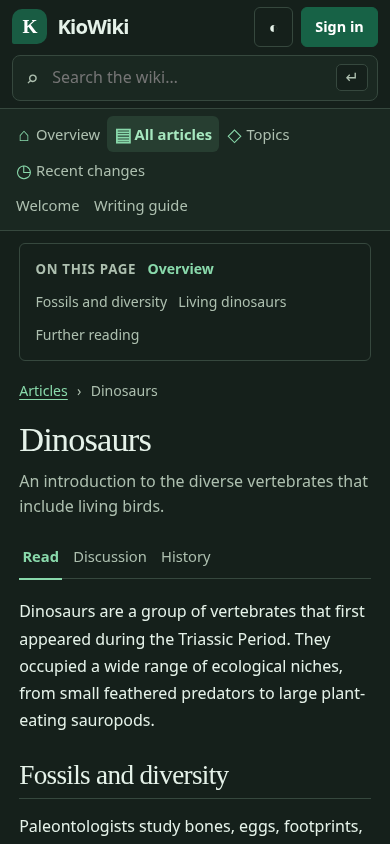 K KioWiki Sign in
Search the wiki... ↵
Overview All articles Topics
Recent changes
Welcome Writing guide
ON THIS PAGE Overview
Fossils and diversity Living dinosaurs
Further reading
Articles › Dinosaurs
Dinosaurs
An introduction to the diverse vertebrates that
include living birds.
Read Discussion History
Dinosaurs are a group of vertebrates that first
appeared during the Triassic Period. They
occupied a wide range of ecological niches,
from small feathered predators to large plant-
eating sauropods.
Fossils and diversity
Paleontologists study bones, eggs, footprints,